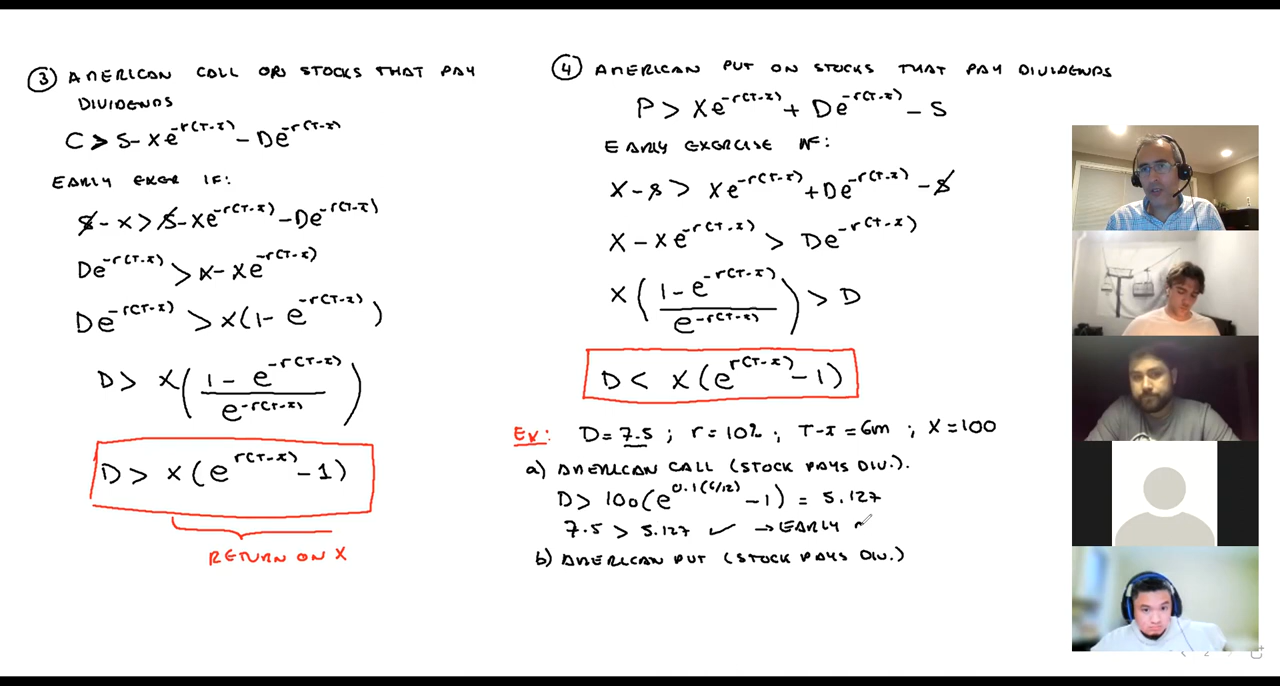 ③ AMERICAN CALL ON STOCKS THAT PAY
DIVIDENDS
C > S - Xe^-r(T-t) - De^-r(T-t)
EARLY EXER IF:
S - X > S - Xe^-r(T-t) - De^-r(T-t)
De^-r(T-t) > X - Xe^-r(T-t)
De^-r(T-t) > X(1 - e^-r(T-t))
D > X((1 - e^-r(T-t)) / e^-r(T-t))
D > X(e^r(T-t) - 1)
RETURN ON X
④ AMERICAN PUT ON STOCKS THAT PAY DIVIDENDS
P > Xe^-r(T-t) + De^-r(T-t) - S
EARLY EXERCISE IF:
X - S > Xe^-r(T-t) + De^-r(T-t) - S
X - Xe^-r(T-t) > De^-r(T-t)
X((1 - e^-r(T-t)) / e^-r(T-t)) > D
D < X(e^r(T-t) - 1)
Ex: D = 7.5 ; r = 10% ; T-t = 6m ; X = 100
a) AMERICAN CALL (STOCK PAYS DIV.).
D > 100(e^0.1(6/12) - 1) = 5.127
7.5 > 5.127 ✓ → EARLY
b) AMERICAN PUT (STOCK PAYS DIV.)